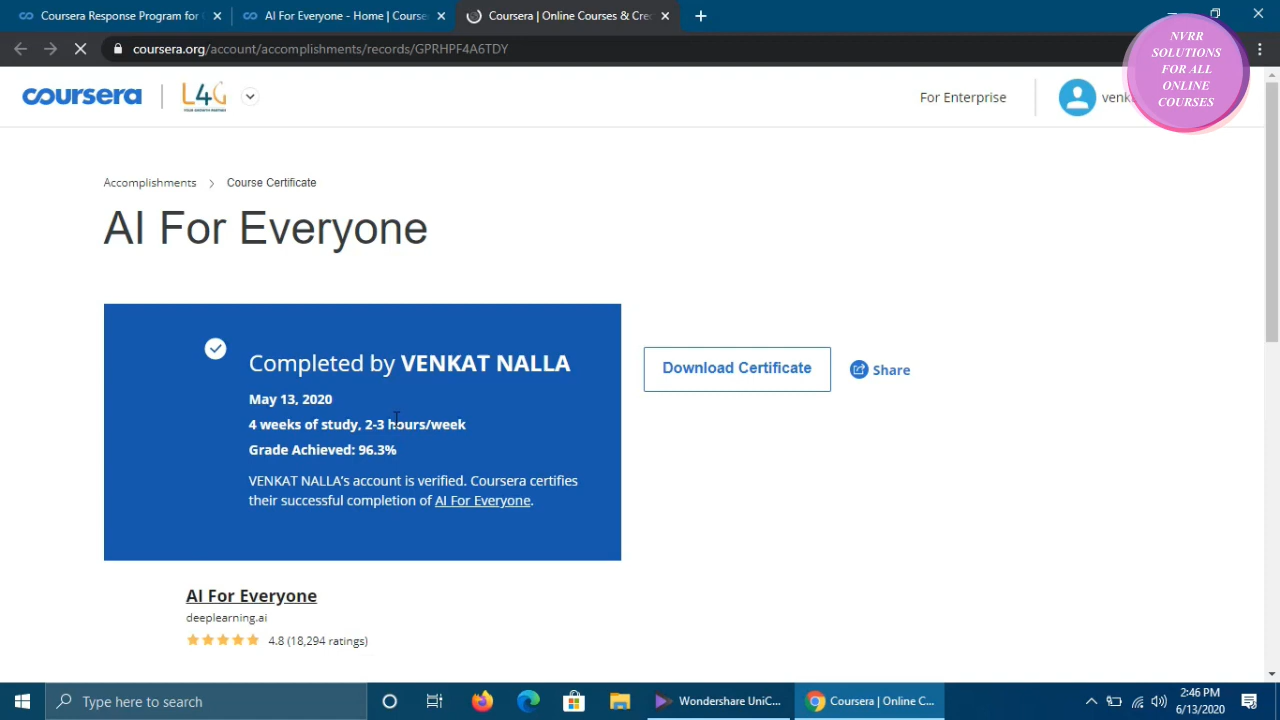 Coursera Response Program for C
AI For Everyone - Home | Course
Coursera | Online Courses & Cre
coursera.org/account/accomplishments/records/GPRHPF4A6TDY
NVRR
SOLUTIONS
FOR ALL
ONLINE
COURSES
coursera
L4G
YOUR GROWTH PARTNER
For Enterprise
Accomplishments
Course Certificate
AI For Everyone
Completed by VENKAT NALLA
May 13, 2020
4 weeks of study, 2-3 hours/week
Grade Achieved: 96.3%
VENKAT NALLA's account is verified. Coursera certifies
their successful completion of AI For Everyone.
Download Certificate
Share
AI For Everyone
deeplearning.ai
4.8 (18,294 ratings)
Type here to search
Wondershare UniC...
Coursera | Online C...
2:46 PM
6/13/2020